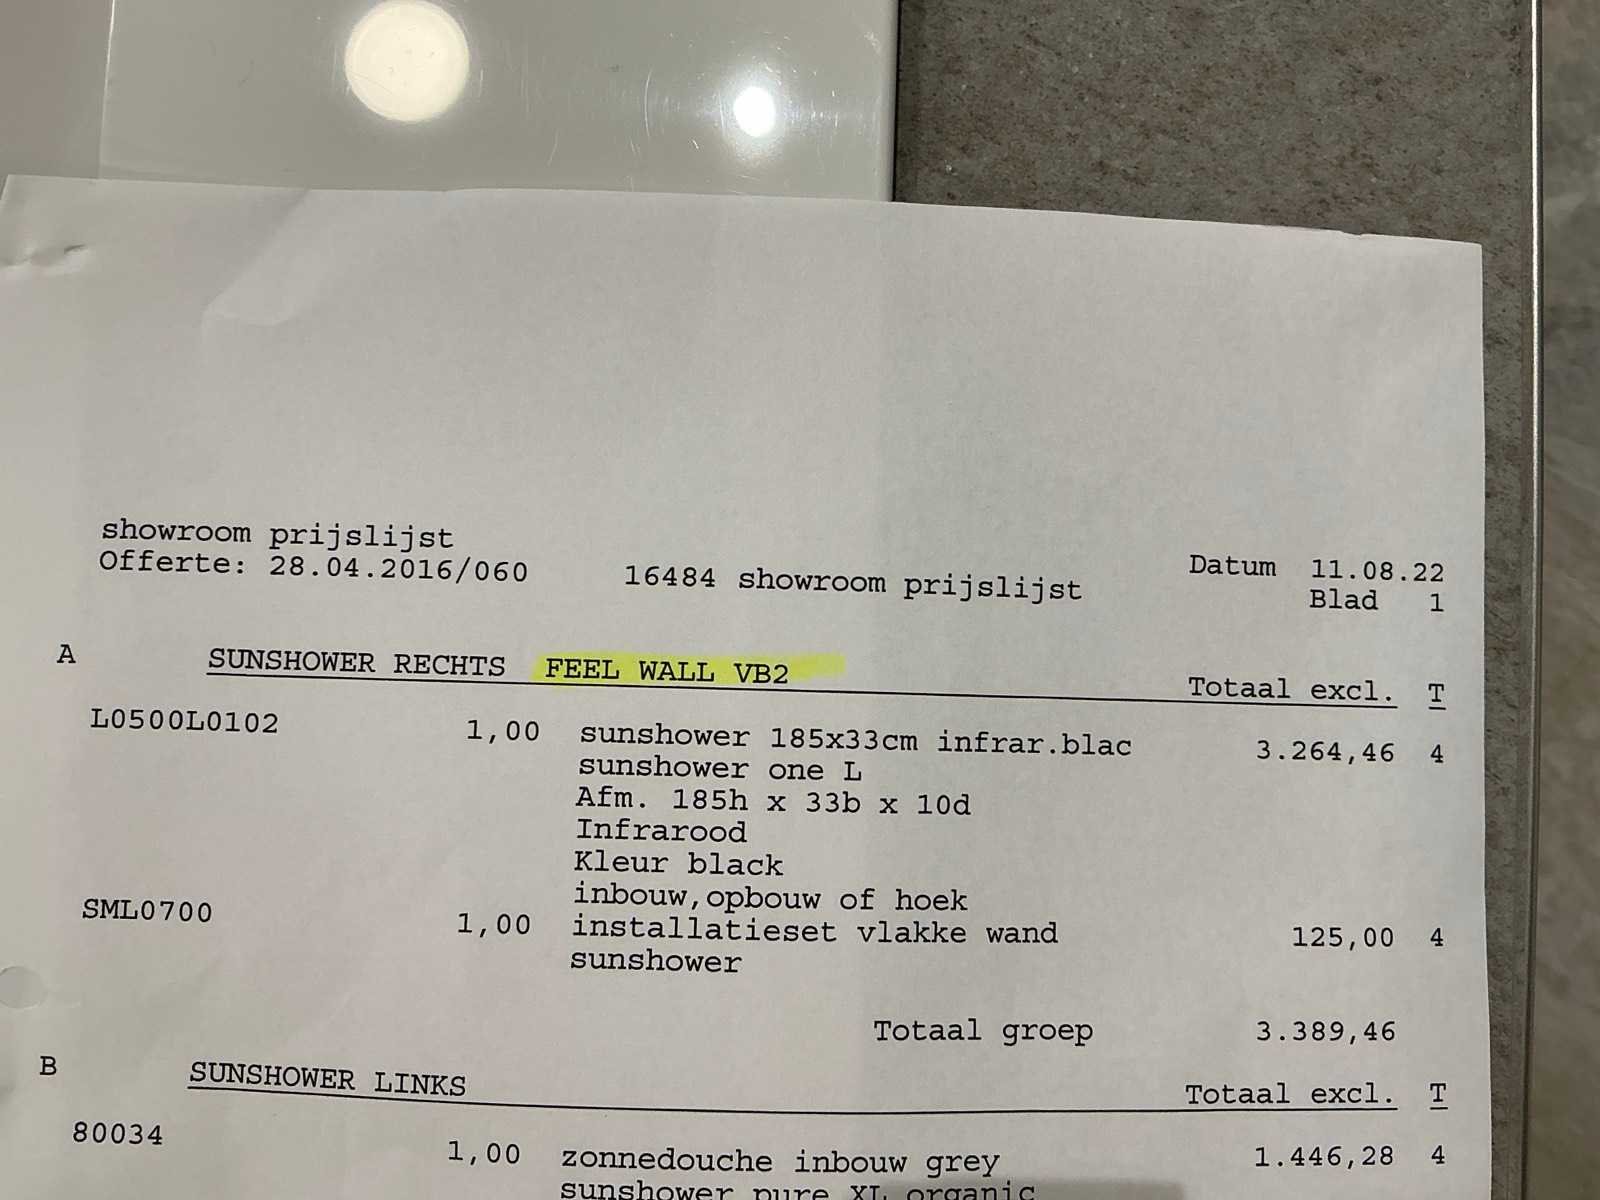 showroom prijslijst
Offerte: 28.04.2016/060 16484 showroom prijslijst Datum 11.08.22
Blad 1
A SUNSHOWER RECHTS FEEL WALL VB2 Totaal excl. T
L0500L0102 1,00 sunshower 185x33cm infrar.blac 3.264,46 4
sunshower one L
Afm. 185h x 33b x 10d
Infrarood
Kleur black
inbouw,opbouw of hoek
SML0700 1,00 installatieset vlakke wand 125,00 4
sunshower
Totaal groep 3.389,46
B SUNSHOWER LINKS Totaal excl. T
80034 1,00 zonnedouche inbouw grey 1.446,28 4
sunshower pure XL organic